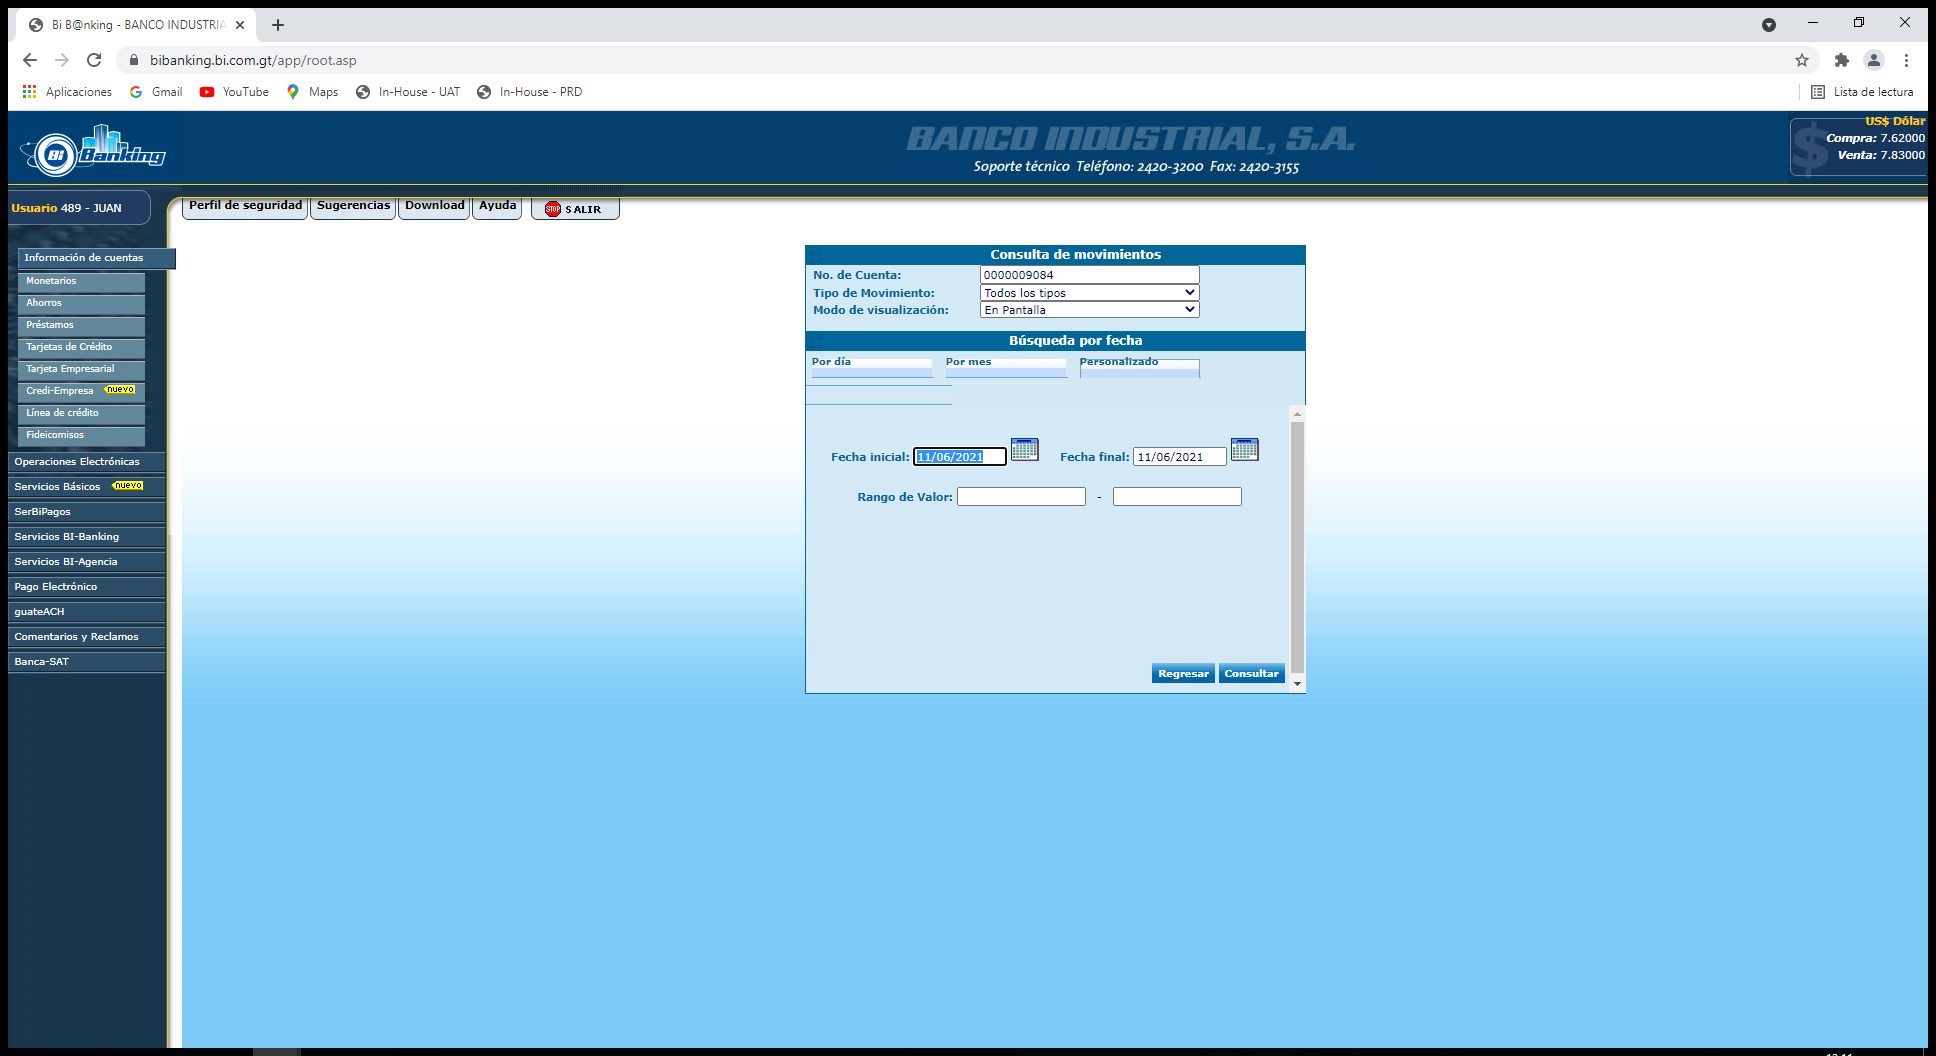 Bi B@nking - BANCO INDUSTRIA
bibanking.bi.com.gt/app/root.asp
Aplicaciones Gmail YouTube Maps In-House - UAT In-House - PRD Lista de lectura
Bi Banking
BANCO INDUSTRIAL, S.A.
Soporte técnico Teléfono: 2420-3200 Fax: 2420-3155
US$ Dólar
Compra: 7.62000
Venta: 7.83000
Usuario 489 - JUAN
Perfil de seguridad Sugerencias Download Ayuda STOP SALIR
Información de cuentas
Monetarios
Ahorros
Préstamos
Tarjetas de Crédito
Tarjeta Empresarial
Credi-Empresa nuevo
Línea de crédito
Fideicomisos
Operaciones Electrónicas
Servicios Básicos nuevo
SerBiPagos
Servicios BI-Banking
Servicios BI-Agencia
Pago Electrónico
guateACH
Comentarios y Reclamos
Banca-SAT
Consulta de movimientos
No. de Cuenta: 0000009084
Tipo de Movimiento: Todos los tipos
Modo de visualización: En Pantalla
Búsqueda por fecha
Por día Por mes Personalizado
Fecha inicial: 11/06/2021 Fecha final: 11/06/2021
Rango de Valor: -
Regresar Consultar